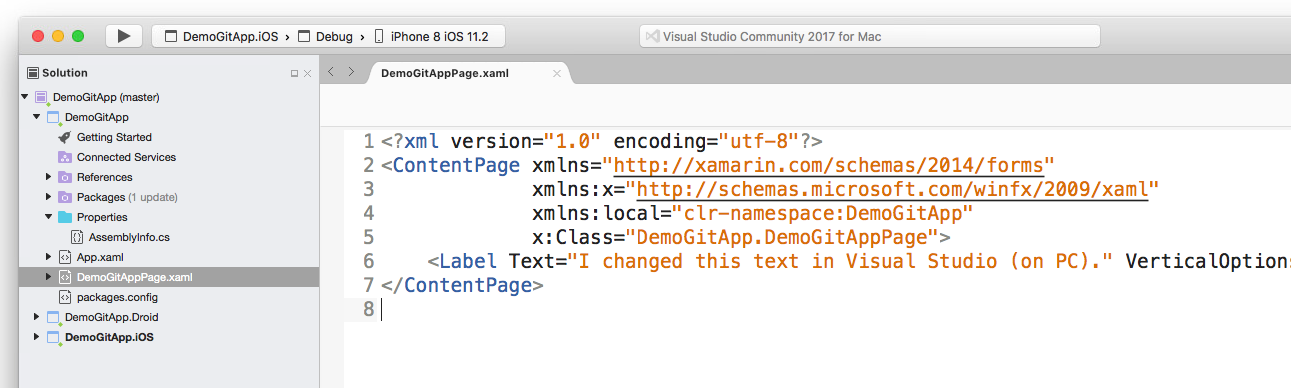 DemoGitApp.iOS › Debug › iPhone 8 iOS 11.2
Visual Studio Community 2017 for Mac
Solution
DemoGitAppPage.xaml
DemoGitApp (master)
DemoGitApp
Getting Started
Connected Services
References
Packages (1 update)
Properties
AssemblyInfo.cs
App.xaml
DemoGitAppPage.xaml
packages.config
DemoGitApp.Droid
DemoGitApp.iOS
1 <?xml version="1.0" encoding="utf-8"?>
2 <ContentPage xmlns="http://xamarin.com/schemas/2014/forms"
3 xmlns:x="http://schemas.microsoft.com/winfx/2009/xaml"
4 xmlns:local="clr-namespace:DemoGitApp"
5 x:Class="DemoGitApp.DemoGitAppPage">
6 <Label Text="I changed this text in Visual Studio (on PC)." VerticalOptions
7 </ContentPage>
8